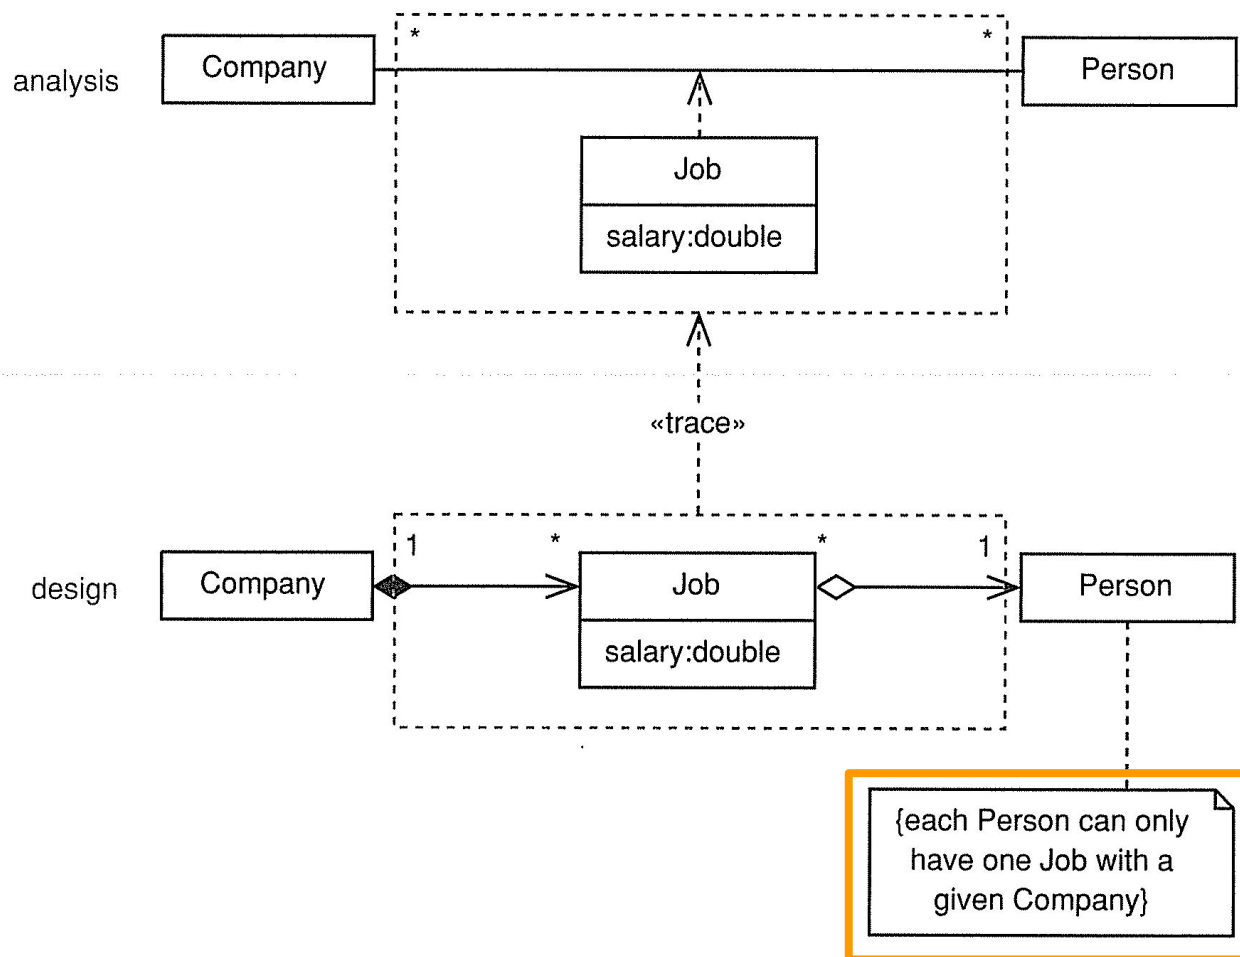 analysis
Company
*
*
Person
Job
salary:double
«trace»
design
Company
1
*
Job
salary:double
*
1
Person
{each Person can only
have one Job with a
given Company}